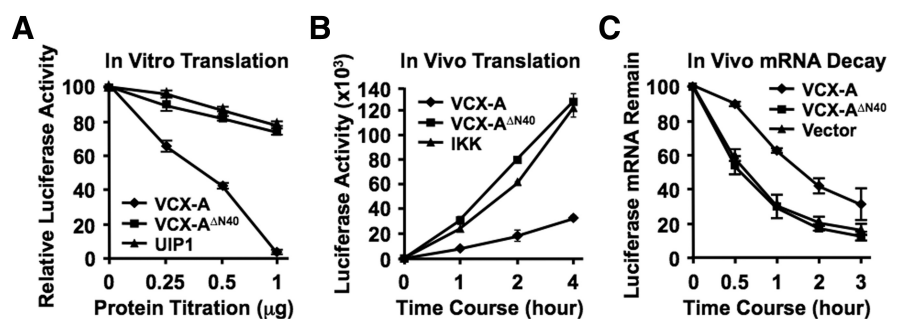 A
In Vitro Translation
Relative Luciferase Activity
100
80
60
40
20
0
VCX-A
VCX-AΔN40
UIP1
0 0.25 0.5 1
Protein Titration (μg)
B
In Vivo Translation
Luciferase Activity (x10³)
140
120
100
80
60
40
20
0
VCX-A
VCX-AΔN40
IKK
0 1 2 4
Time Course (hour)
C
In Vivo mRNA Decay
Luciferase mRNA Remain
100
80
60
40
20
0
VCX-A
VCX-AΔN40
Vector
0 0.5 1 2 3
Time Course (hour)